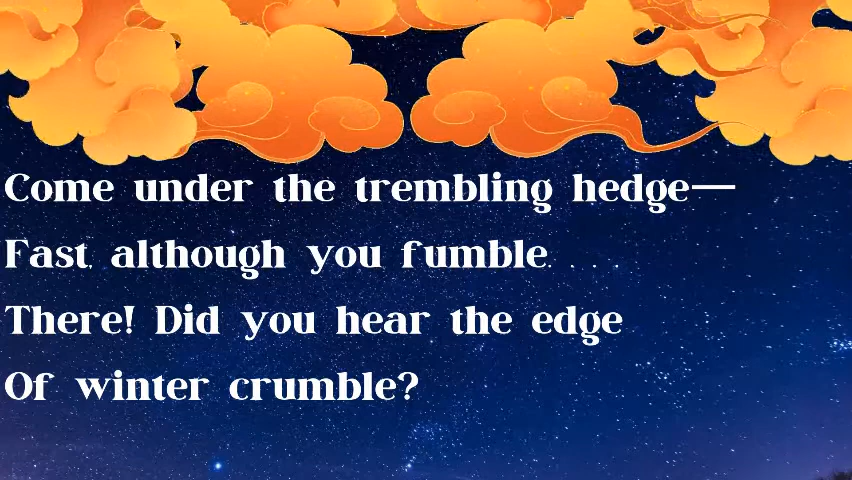 Come under the trembling hedge—
Fast, although you fumble. . . .
There! Did you hear the edge
Of winter crumble?